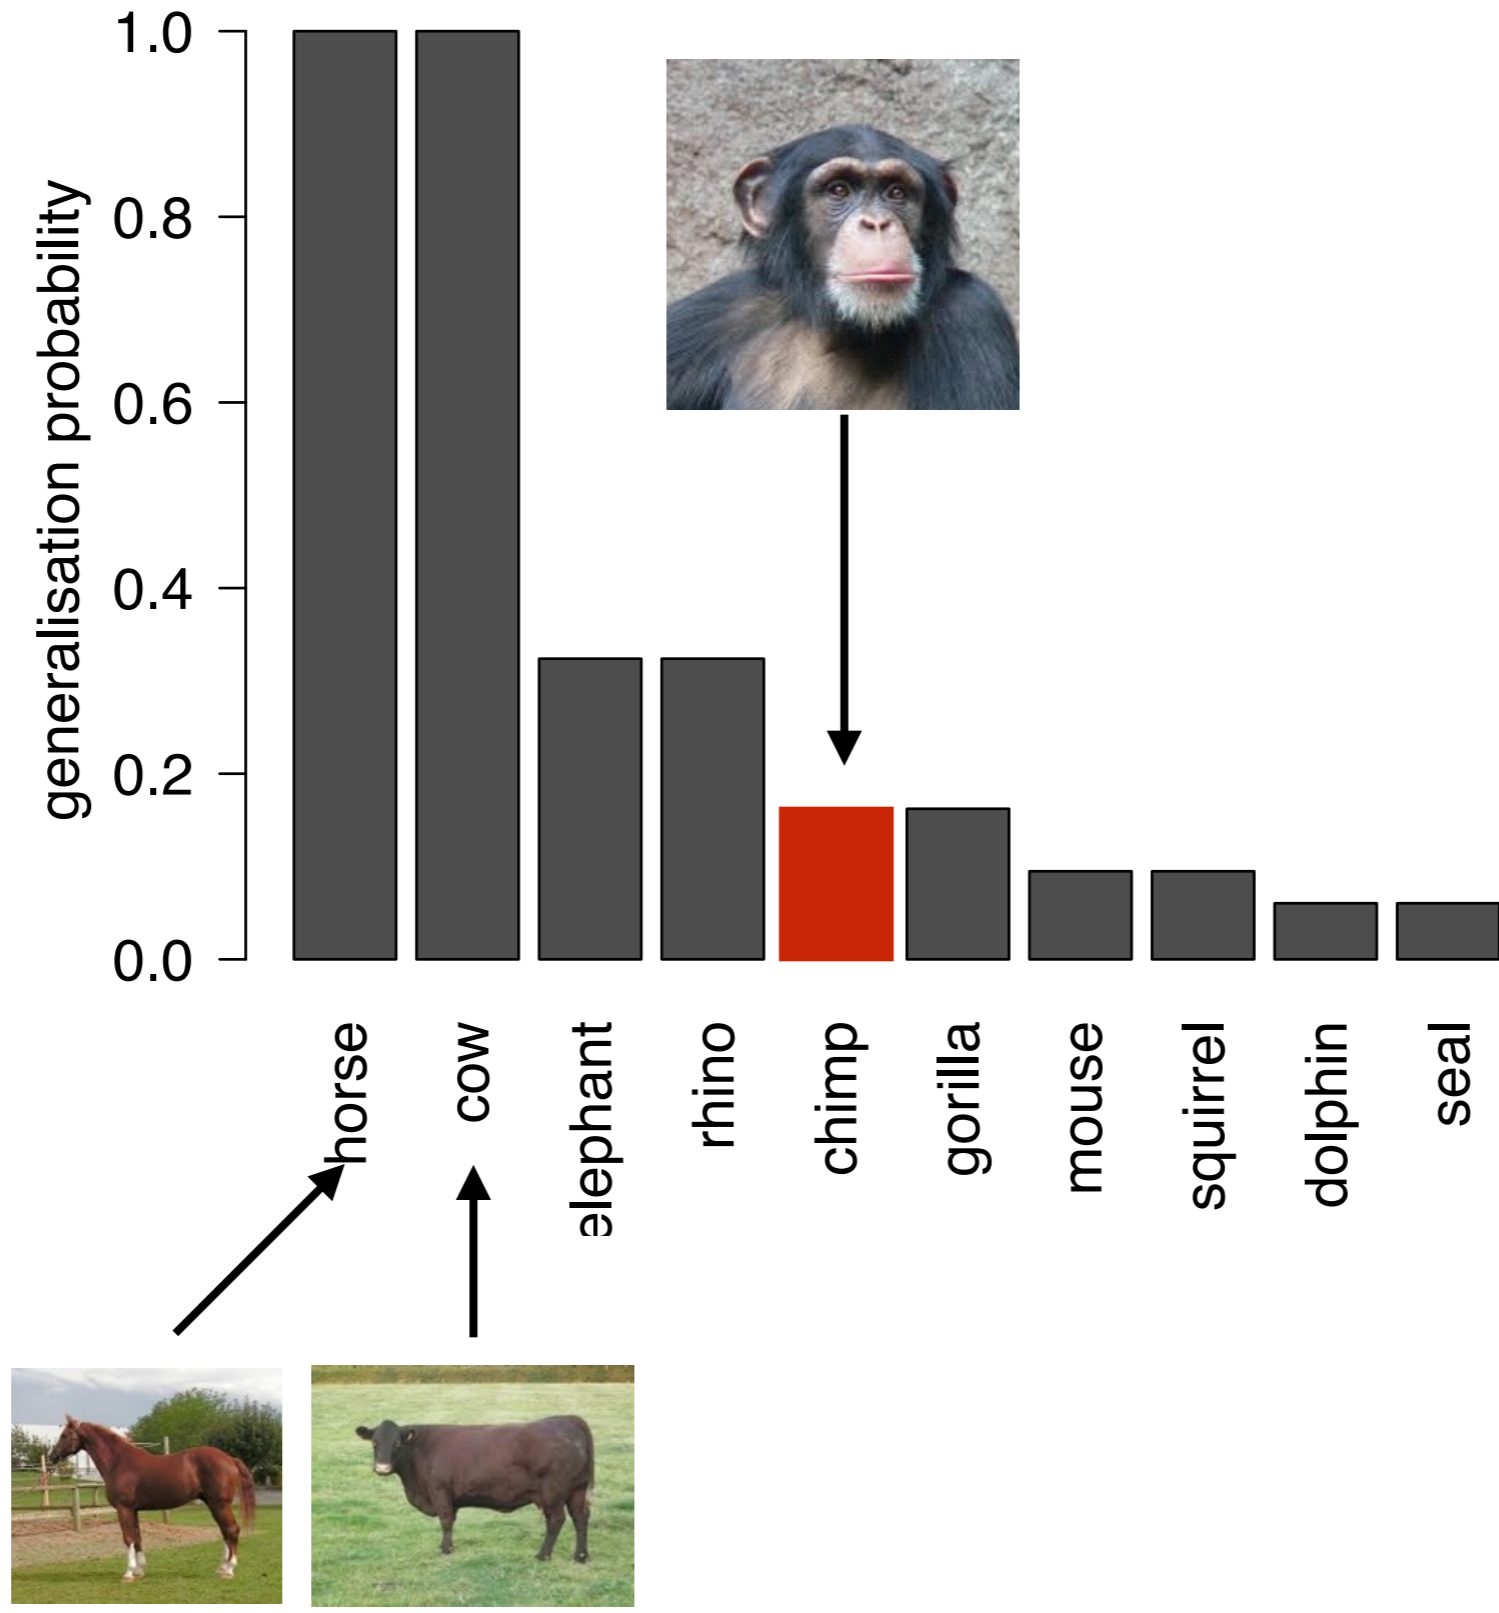 generalisation probability
1.0
0.8
0.6
0.4
0.2
0.0
horse
cow
elephant
rhino
chimp
gorilla
mouse
squirrel
dolphin
seal